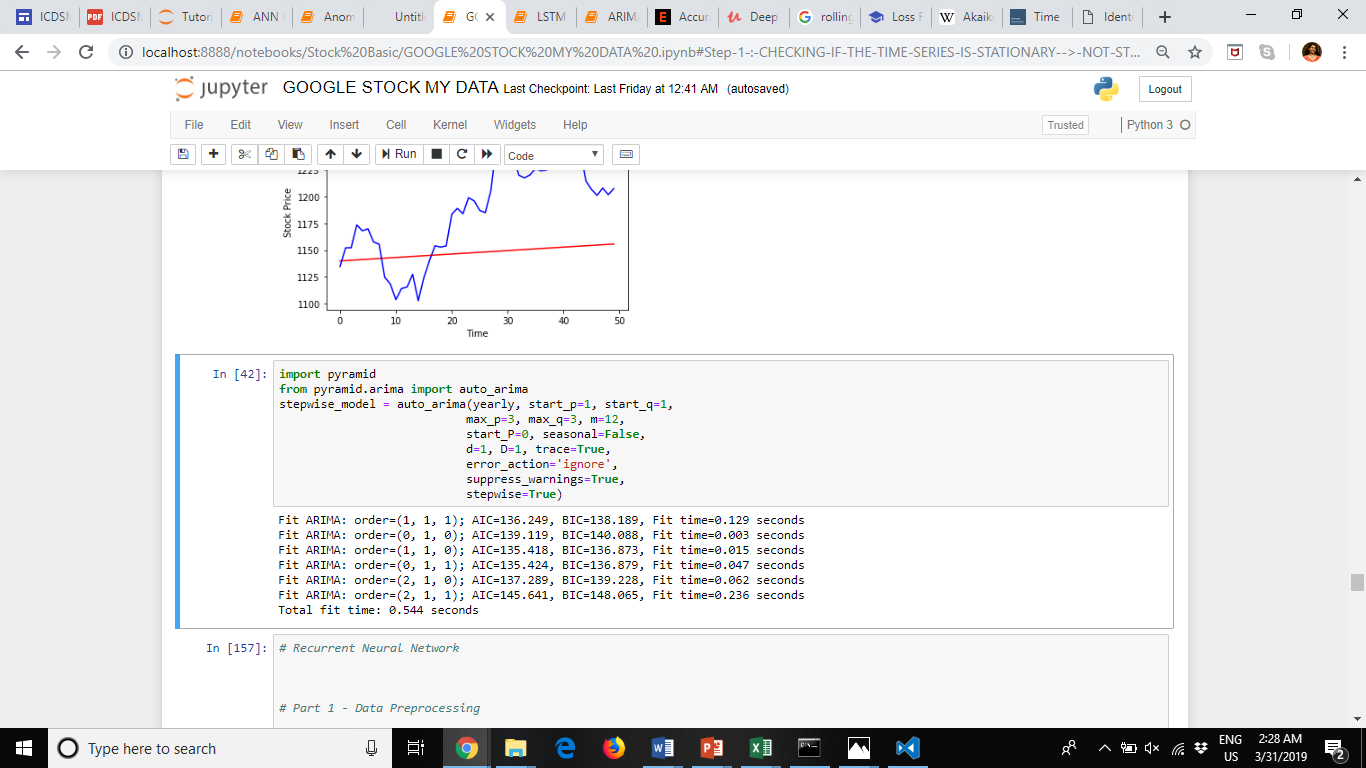 ICDSM
ICDSM
Tutor
ANN
Anom
Untitl
GO
LSTM
ARIMA
Accur
Deep
rolling
Loss F
Akaik
Time
Identi
localhost:8888/notebooks/Stock%20Basic/GOOGLE%20STOCK%20MY%20DATA%20.ipynb#Step-1-:-CHECKING-IF-THE-TIME-SERIES-IS-STATIONARY-->-NOT-ST...
jupyter GOOGLE STOCK MY DATA Last Checkpoint: Last Friday at 12:41 AM (autosaved)
Logout
File Edit View Insert Cell Kernel Widgets Help
Trusted
Python 3
Run
Code
1225
1200
1175
1150
1125
1100
Stock Price
0 10 20 30 40 50
Time
In [42]:
import pyramid
from pyramid.arima import auto_arima
stepwise_model = auto_arima(yearly, start_p=1, start_q=1,
max_p=3, max_q=3, m=12,
start_P=0, seasonal=False,
d=1, D=1, trace=True,
error_action='ignore',
suppress_warnings=True,
stepwise=True)
Fit ARIMA: order=(1, 1, 1); AIC=136.249, BIC=138.189, Fit time=0.129 seconds
Fit ARIMA: order=(0, 1, 0); AIC=139.119, BIC=140.088, Fit time=0.003 seconds
Fit ARIMA: order=(1, 1, 0); AIC=135.418, BIC=136.873, Fit time=0.015 seconds
Fit ARIMA: order=(0, 1, 1); AIC=135.424, BIC=136.879, Fit time=0.047 seconds
Fit ARIMA: order=(2, 1, 0); AIC=137.289, BIC=139.228, Fit time=0.062 seconds
Fit ARIMA: order=(2, 1, 1); AIC=145.641, BIC=148.065, Fit time=0.236 seconds
Total fit time: 0.544 seconds
In [157]:
# Recurrent Neural Network
# Part 1 - Data Preprocessing
Type here to search
ENG
US
2:28 AM
3/31/2019
2